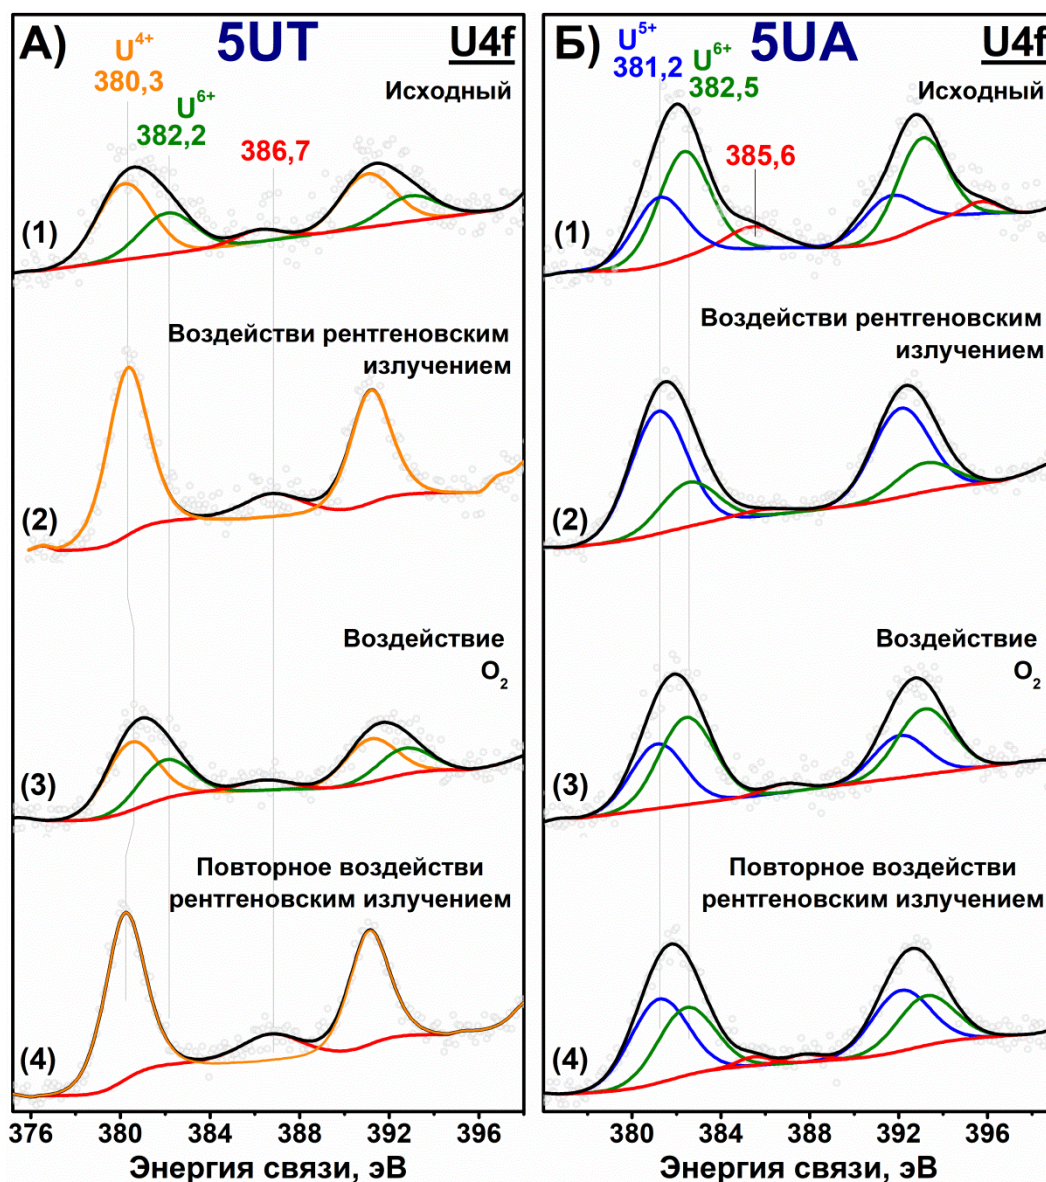 А) 5UT U4f
U⁴⁺
380,3
U⁶⁺
382,2
386,7
Исходный
(1)
Воздействи рентгеновским
излучением
(2)
Воздействие
O₂
(3)
Повторное воздействи
рентгеновским излучением
(4)
376 380 384 388 392 396
Энергия связи, эВ
Б) 5UA U4f
U⁵⁺
381,2
U⁶⁺
382,5
385,6
Исходный
(1)
Воздействи рентгеновским
излучением
(2)
Воздействие
O₂
(3)
Повторное воздействи
рентгеновским излучением
(4)
380 384 388 392 396
Энергия связи, эВ